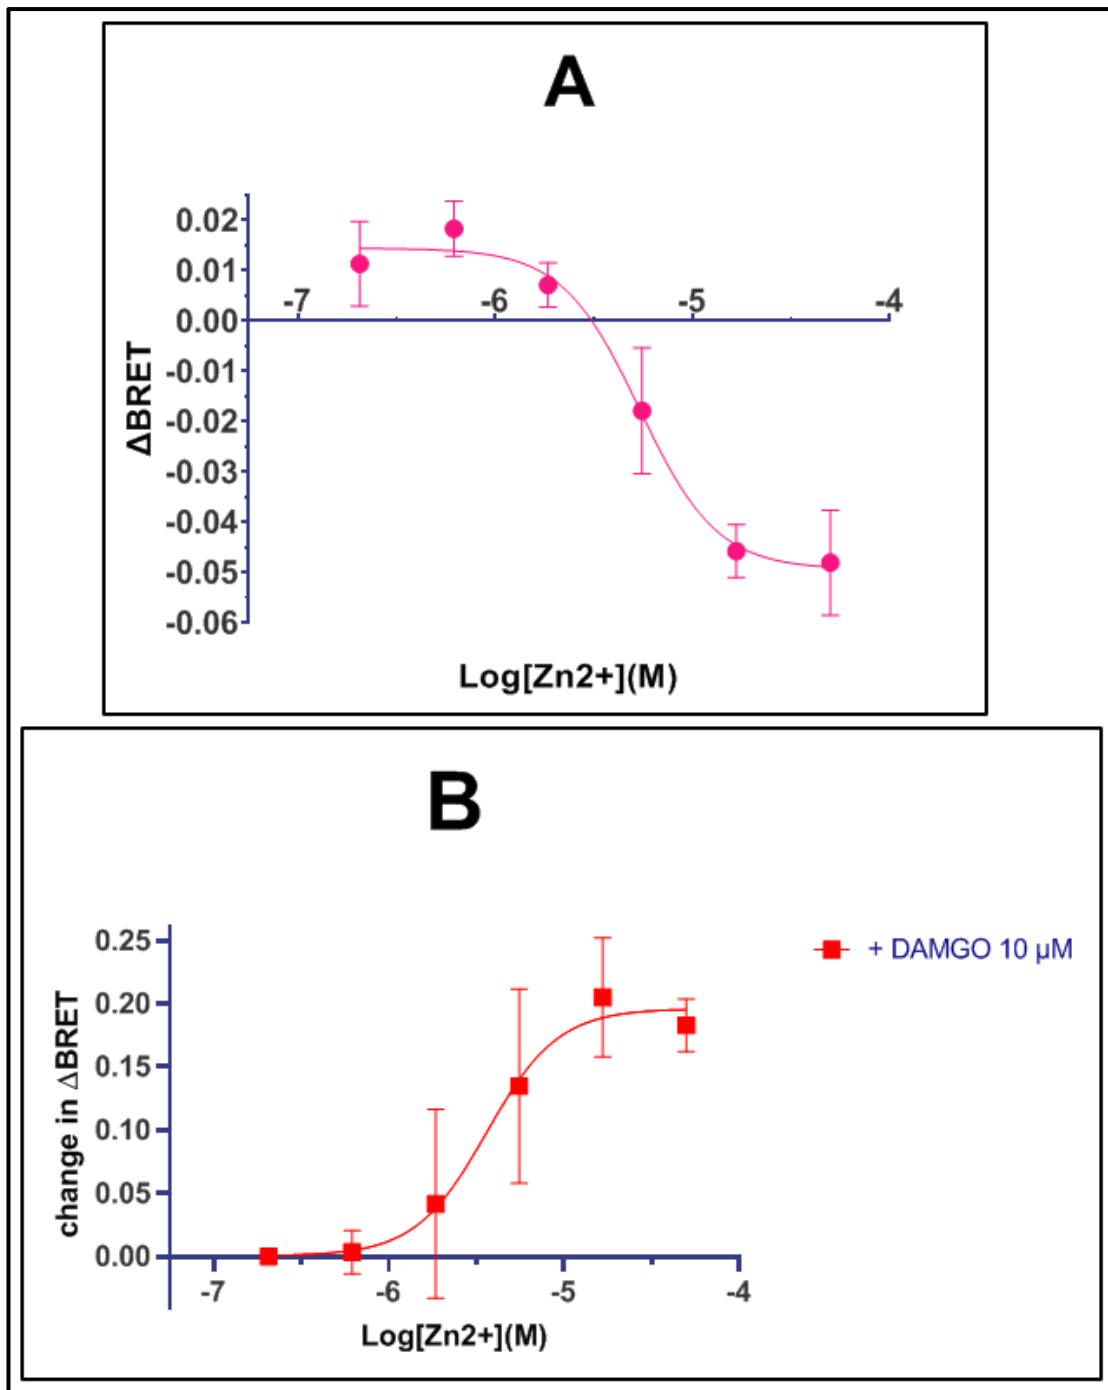 A
0.02
0.01
0.00
-0.01
-0.02
-0.03
-0.04
-0.05
-0.06
-7 -6 -5 -4
ΔBRET
Log[Zn2+](M)
B
0.25
0.20
0.15
0.10
0.05
0.00
-7 -6 -5 -4
change in ΔBRET
Log[Zn2+](M)
+ DAMGO 10 μM